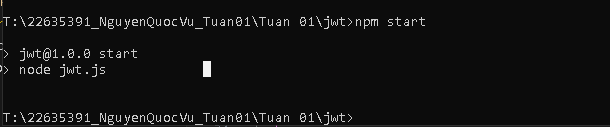 T:\22635391_NguyenQuocVu_Tuan01\Tuan 01\jwt>npm start
> jwt@1.0.0 start
> node jwt.js
T:\22635391_NguyenQuocVu_Tuan01\Tuan 01\jwt>